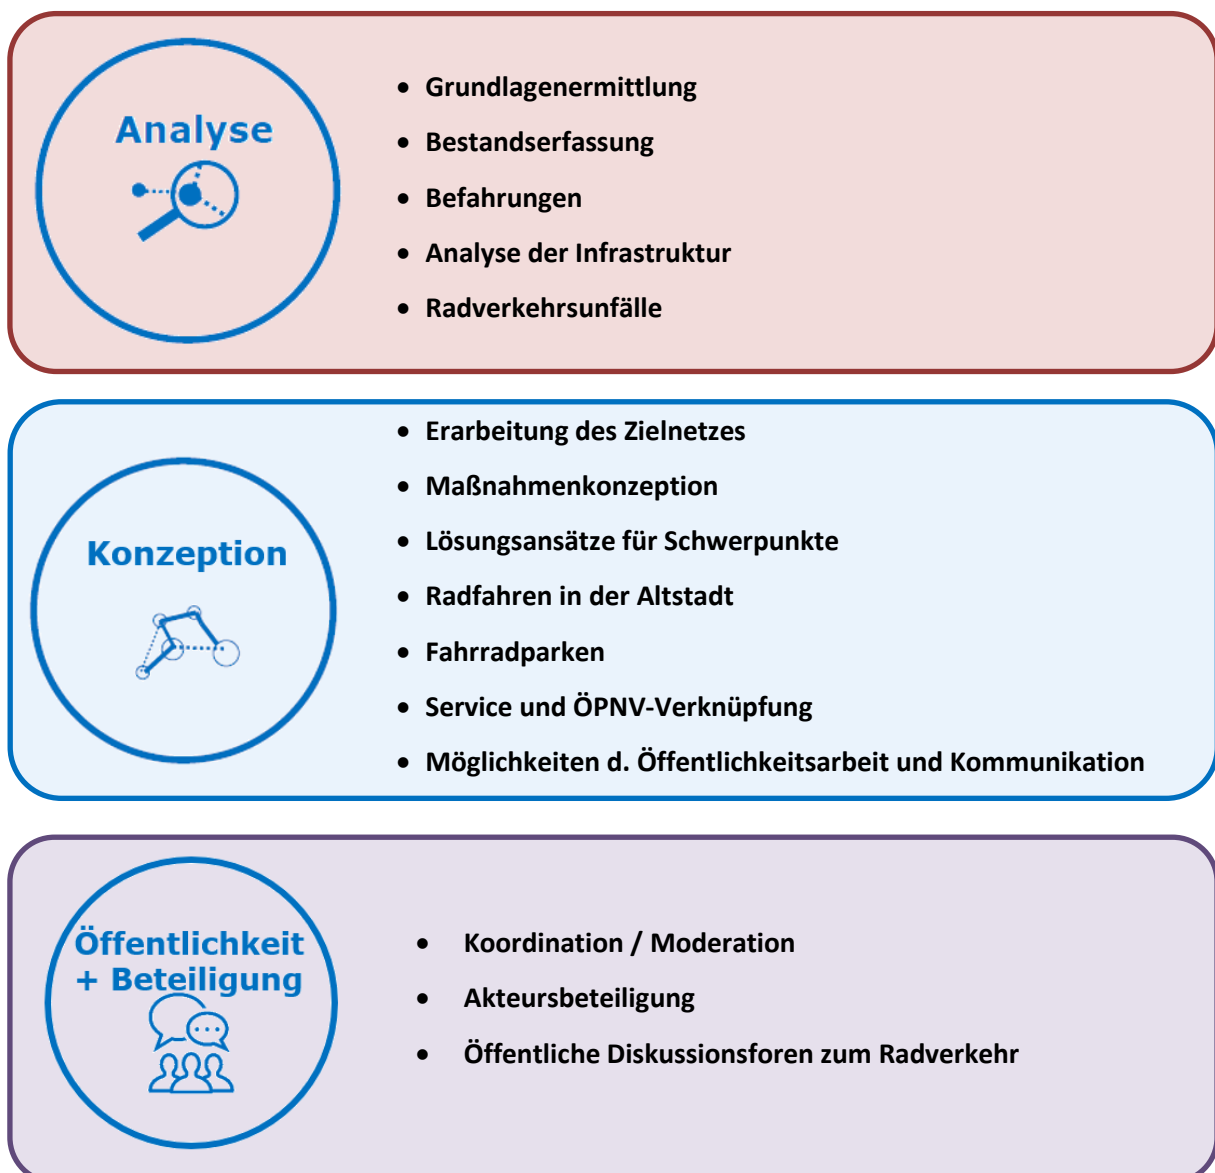 Analyse
• Grundlagenermittlung
• Bestandserfassung
• Befahrungen
• Analyse der Infrastruktur
• Radverkehrsunfälle
Konzeption
• Erarbeitung des Zielnetzes
• Maßnahmenkonzeption
• Lösungsansätze für Schwerpunkte
• Radfahren in der Altstadt
• Fahrradparken
• Service und ÖPNV-Verknüpfung
• Möglichkeiten d. Öffentlichkeitsarbeit und Kommunikation
Öffentlichkeit
+ Beteiligung
• Koordination / Moderation
• Akteursbeteiligung
• Öffentliche Diskussionsforen zum Radverkehr